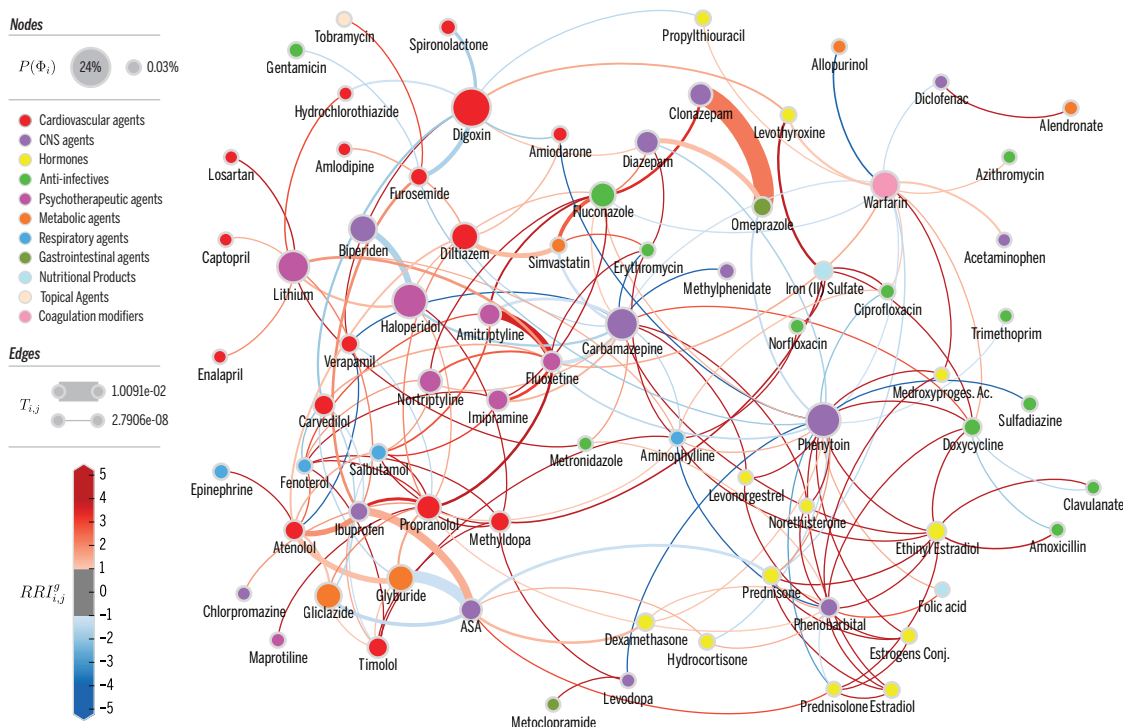 Nodes
P(Φi)
24%
0.03%
Cardiovascular agents
CNS agents
Hormones
Anti-infectives
Psychotherapeutic agents
Metabolic agents
Respiratory agents
Gastrointestinal agents
Nutritional Products
Topical Agents
Coagulation modifiers
Edges
Ti,j
1.0091e-02
2.7906e-08
5
4
3
2
1
0
−1
−2
−3
−4
−5
RRI^g_i,j
Tobramycin
Spironolactone
Propylthiouracil
Gentamicin
Allopurinol
Diclofenac
Hydrochlorothiazide
Digoxin
Clonazepam
Levothyroxine
Alendronate
Amiodarone
Diazepam
Losartan
Amlodipine
Furosemide
Azithromycin
Warfarin
Fluconazole
Omeprazole
Captopril
Biperiden
Diltiazem
Simvastatin
Erythromycin
Acetaminophen
Lithium
Methylphenidate
Iron (II) Sulfate
Ciprofloxacin
Haloperidol
Amitriptyline
Carbamazepine
Norfloxacin
Trimethoprim
Enalapril
Verapamil
Fluoxetine
Nortriptyline
Imipramine
Medroxyproges. Ac.
Carvedilol
Sulfadiazine
Metronidazole
Aminophylline
Phenytoin
Doxycycline
Epinephrine
Fenoterol
Salbutamol
Levonorgestrel
Clavulanate
Ibuprofen
Propranolol
Methyldopa
Norethisterone
Atenolol
Ethinyl Estradiol
Amoxicillin
Chlorpromazine
Gliclazide
Glyburide
ASA
Prednisone
Phenobarbital
Folic acid
Maprotiline
Timolol
Dexamethasone
Hydrocortisone
Estrogens Conj.
Levodopa
Metoclopramide
Prednisolone
Estradiol